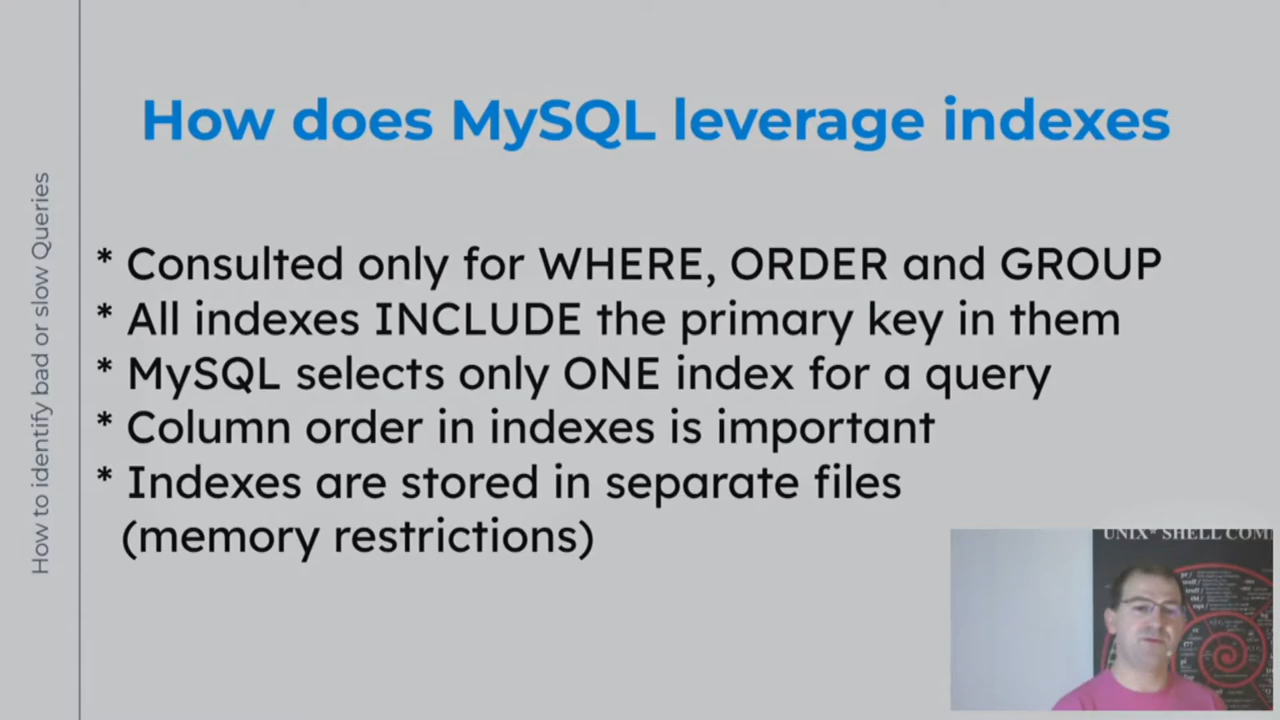 How does MySQL leverage indexes
How to identify bad or slow Queries
* Consulted only for WHERE, ORDER and GROUP
* All indexes INCLUDE the primary key in them
* MySQL selects only ONE index for a query
* Column order in indexes is important
* Indexes are stored in separate files
(memory restrictions)
UNIX® SHELL COM